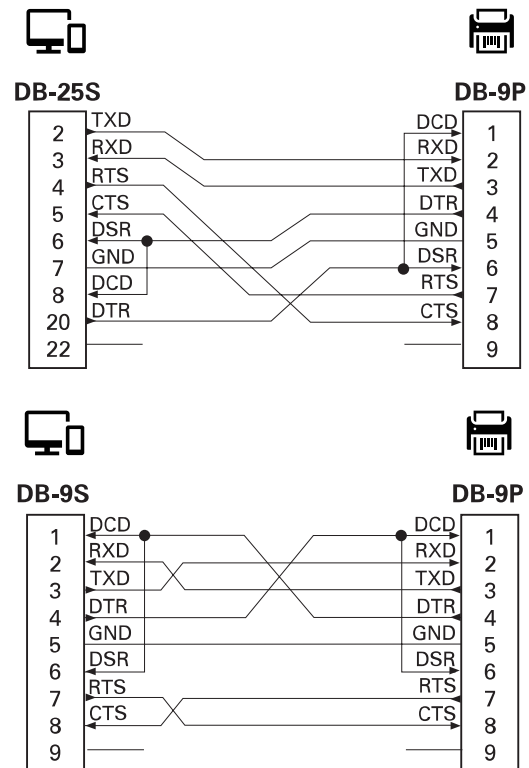 DB-25S DB-9P
2 TXD DCD 1
3 RXD RXD 2
4 RTS TXD 3
5 CTS DTR 4
6 DSR GND 5
7 GND DSR 6
8 DCD RTS 7
20 DTR CTS 8
22 9
DB-9S DB-9P
1 DCD DCD 1
2 RXD RXD 2
3 TXD TXD 3
4 DTR DTR 4
5 GND GND 5
6 DSR DSR 6
7 RTS RTS 7
8 CTS CTS 8
9 9